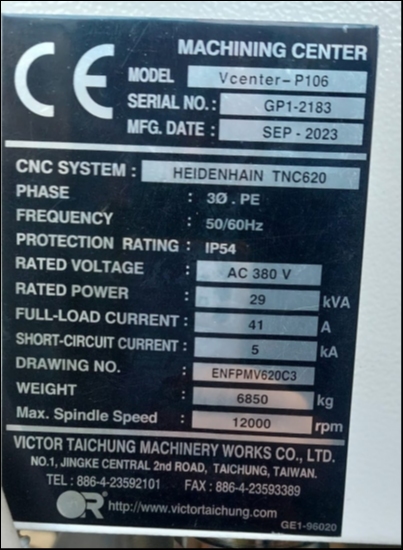 CE
MACHINING CENTER
MODEL Vcenter-P106
SERIAL NO. : GP1-2183
MFG. DATE : SEP - 2023
CNC SYSTEM : HEIDENHAIN TNC620
PHASE : 3Ø . PE
FREQUENCY : 50/60Hz
PROTECTION RATING : IP54
RATED VOLTAGE : AC 380 V
RATED POWER : 29 kVA
FULL-LOAD CURRENT : 41 A
SHORT-CIRCUIT CURRENT : 5 kA
DRAWING NO. : ENFPMV620C3
WEIGHT : 6850 kg
Max. Spindle Speed : 12000 rpm
VICTOR TAICHUNG MACHINERY WORKS CO., LTD.
NO.1, JINGKE CENTRAL 2nd ROAD, TAICHUNG, TAIWAN.
TEL : 886-4-23592101 FAX : 886-4-23593389
http://www.victortaichung.com
GE1-96020